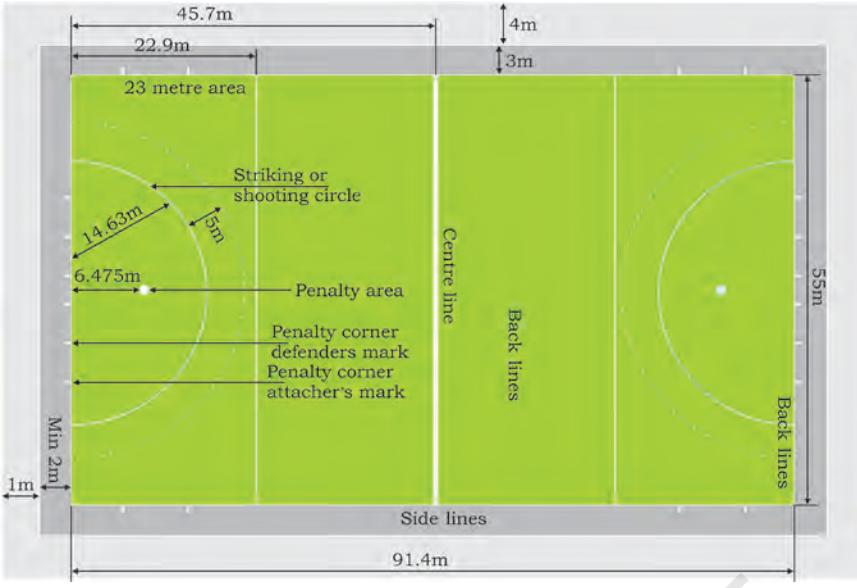 45.7m
4m
22.9m
3m
23 metre area
Striking or
shooting circle
14.63m
5m
6.475m
Penalty area
Centre line
55m
Back lines
Penalty corner
defenders mark
Penalty corner
attacher's mark
Back lines
Min 2m
1m
Side lines
91.4m